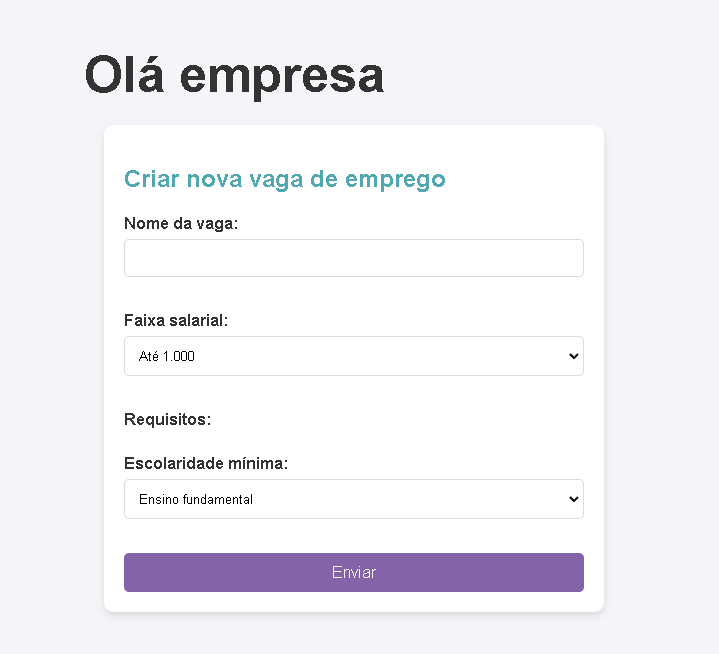 Olá empresa
Criar nova vaga de emprego
Nome da vaga:
Faixa salarial:
Até 1.000
Requisitos:
Escolaridade mínima:
Ensino fundamental
Enviar